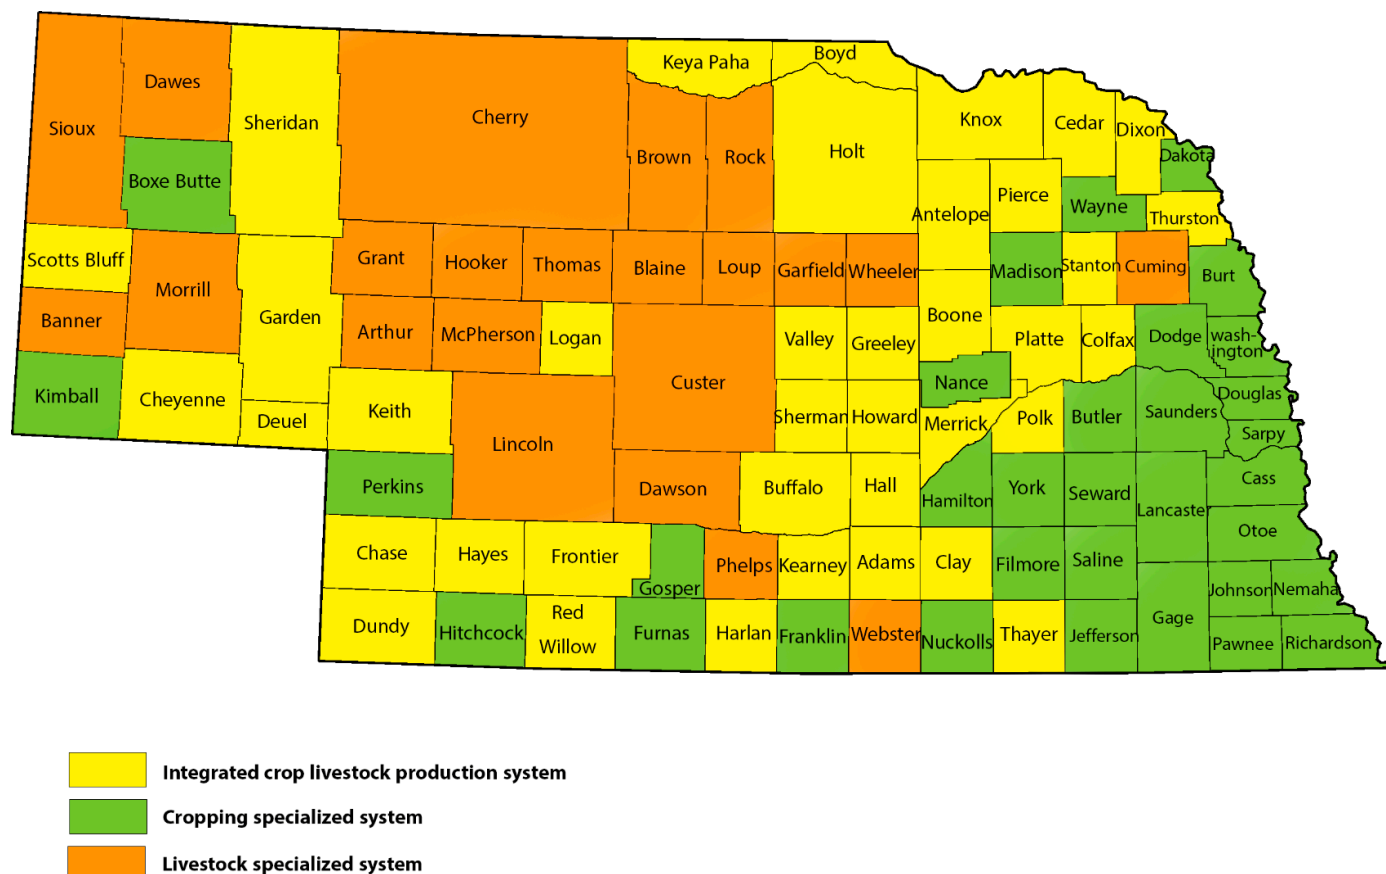 Keya Paha
Boyd
Dawes
Sioux
Sheridan
Cherry
Brown
Rock
Holt
Knox
Cedar
Dixon
Dakota
Boxe Butte
Pierce
Wayne
Antelope
Thurston
Scotts Bluff
Grant
Hooker
Thomas
Blaine
Loup
Garfield
Wheeler
Madison
Stanton
Cuming
Burt
Morrill
Banner
Garden
Arthur
McPherson
Logan
Valley
Greeley
Boone
Platte
Colfax
Dodge
wash-
ington
Kimball
Cheyenne
Deuel
Keith
Custer
Nance
Douglas
Lincoln
Sherman
Howard
Merrick
Polk
Butler
Saunders
Sarpy
Perkins
Dawson
Buffalo
Hall
Hamilton
York
Seward
Lancaster
Cass
Otoe
Chase
Hayes
Frontier
Gosper
Phelps
Kearney
Adams
Clay
Filmore
Saline
Johnson
Nemaha
Dundy
Hitchcock
Red
Willow
Furnas
Harlan
Franklin
Webster
Nuckolls
Thayer
Jefferson
Gage
Pawnee
Richardson
Integrated crop livestock production system
Cropping specialized system
Livestock specialized system